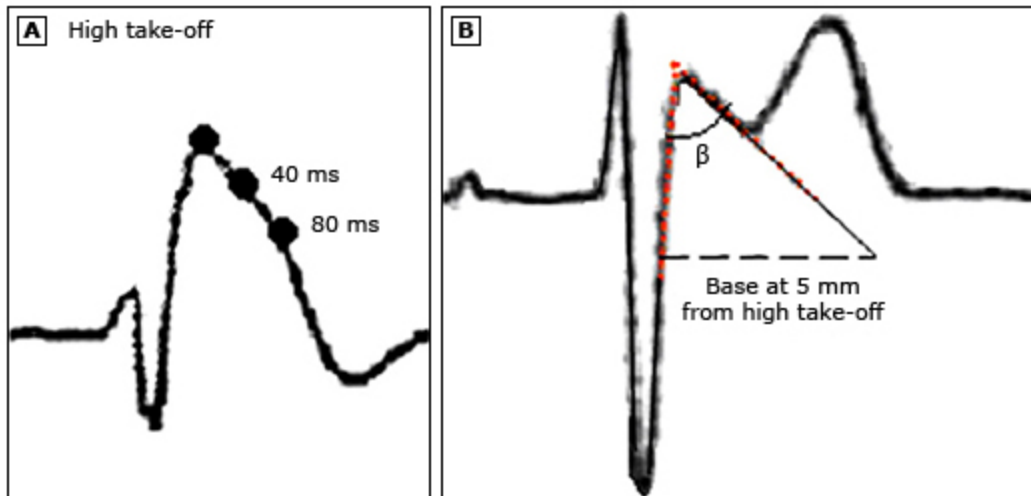 A High take-off
40 ms
80 ms
B
β
Base at 5 mm
from high take-off